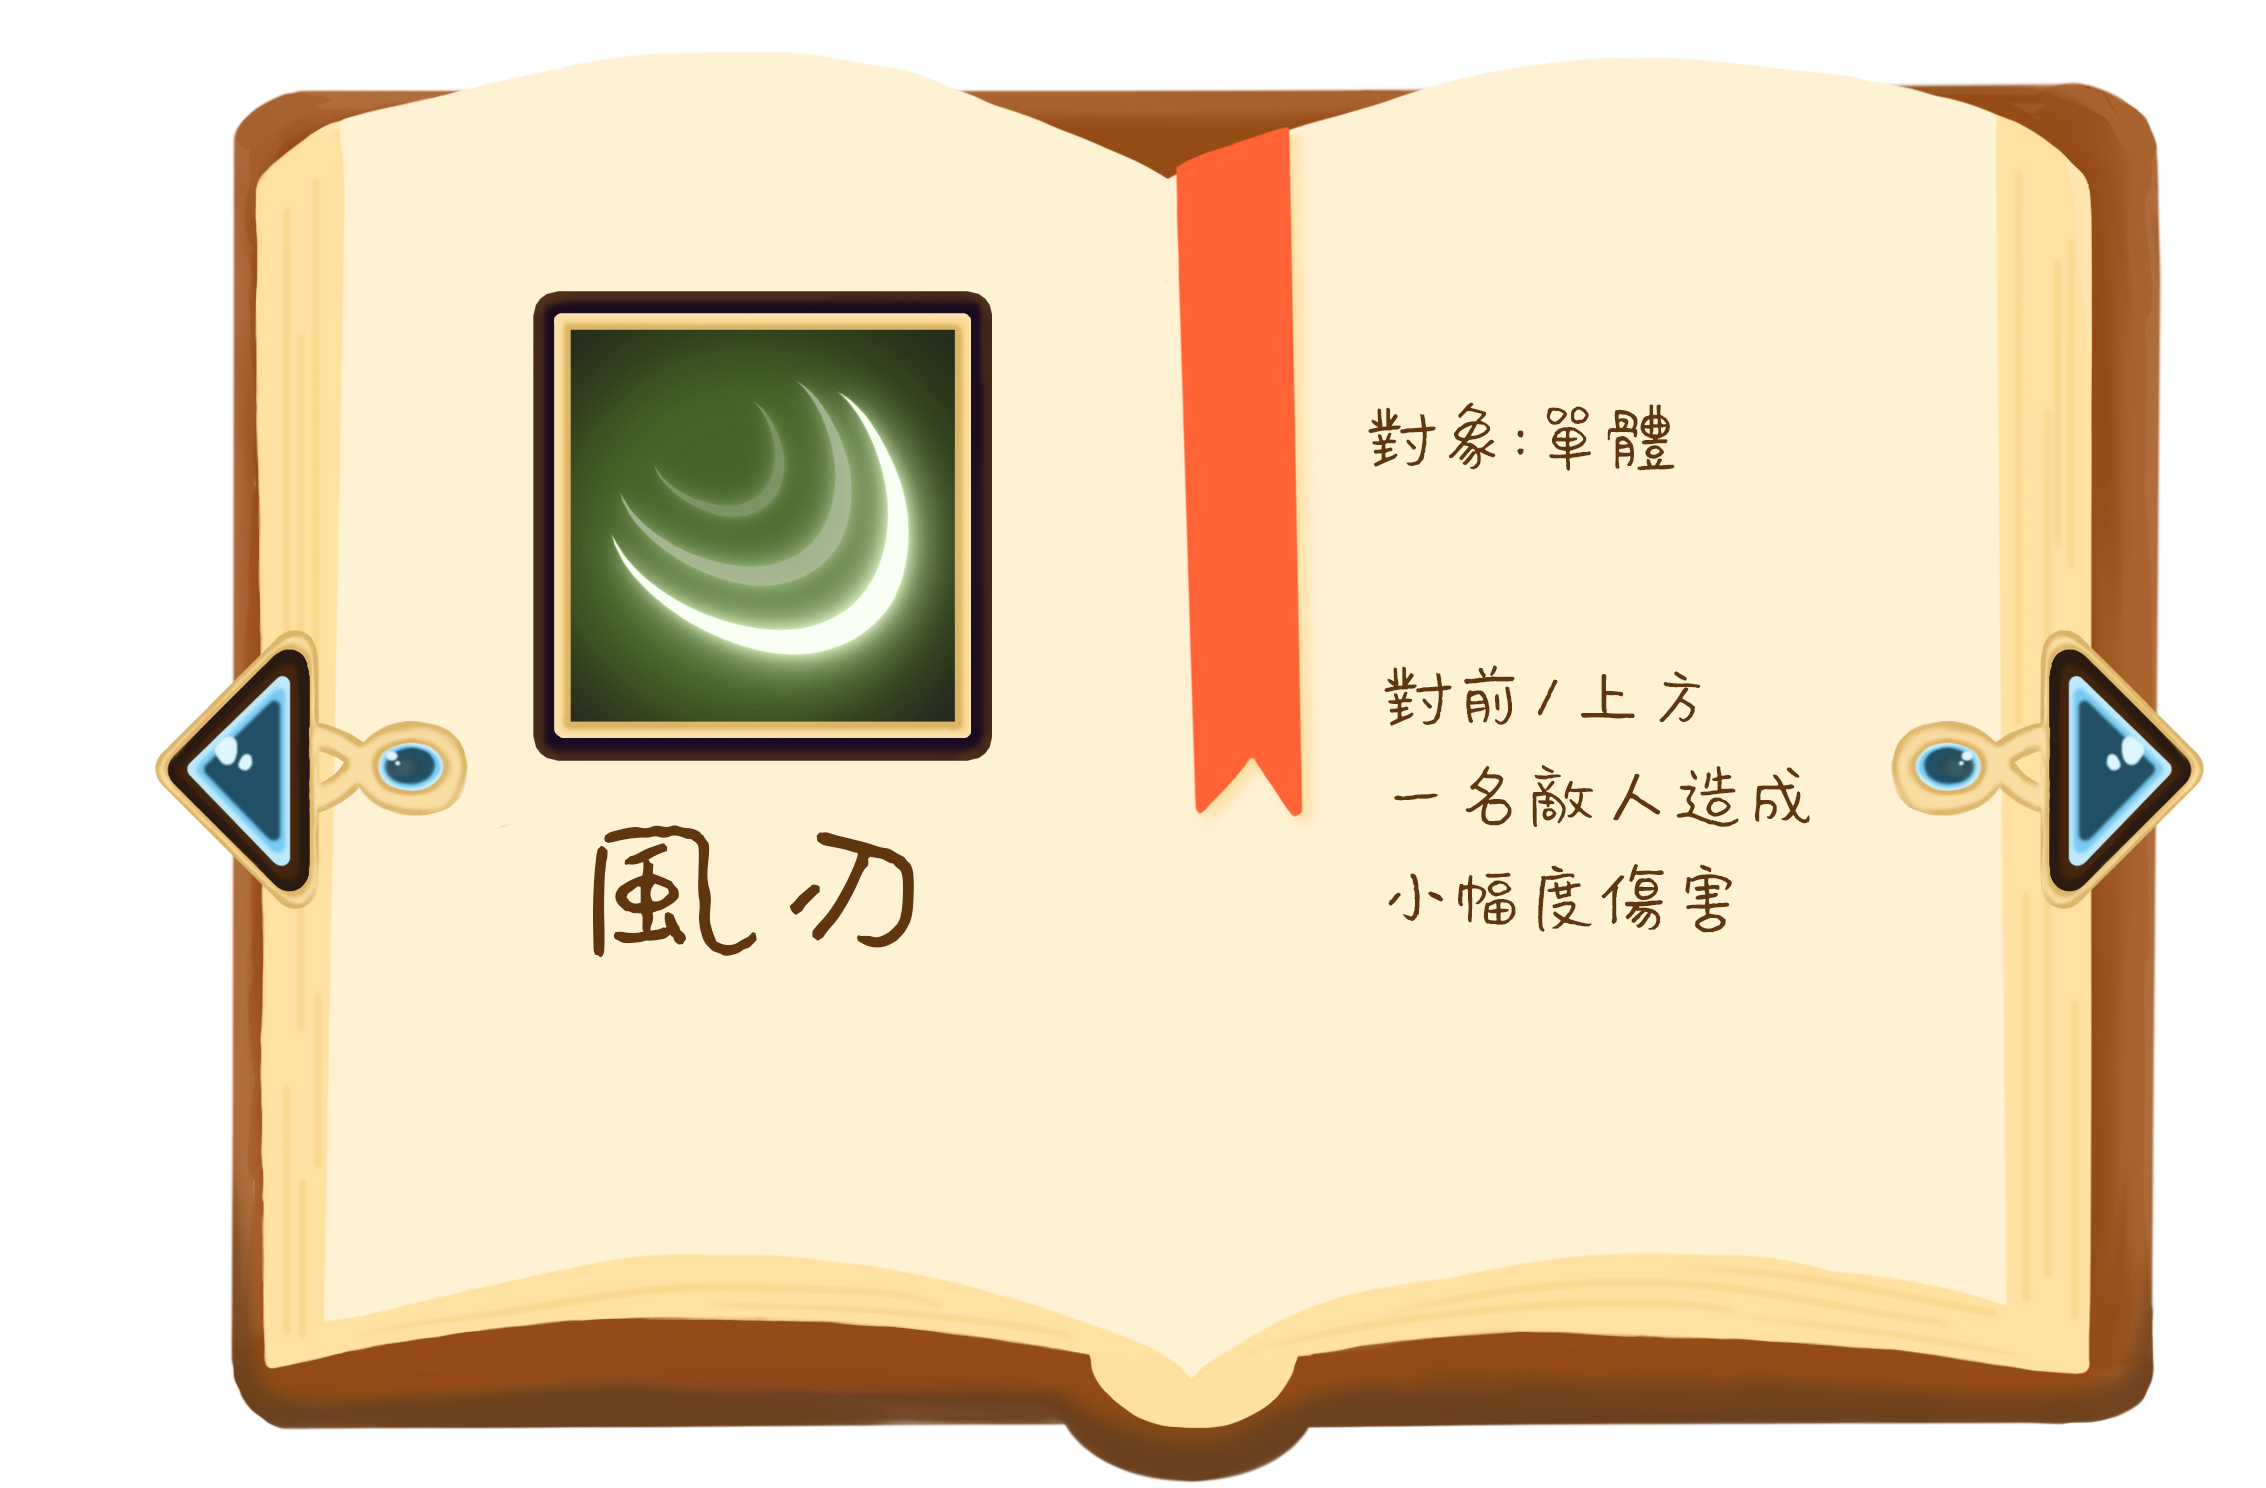 風刃
對象:單體
對前/上方
一名敵人造成
小幅度傷害